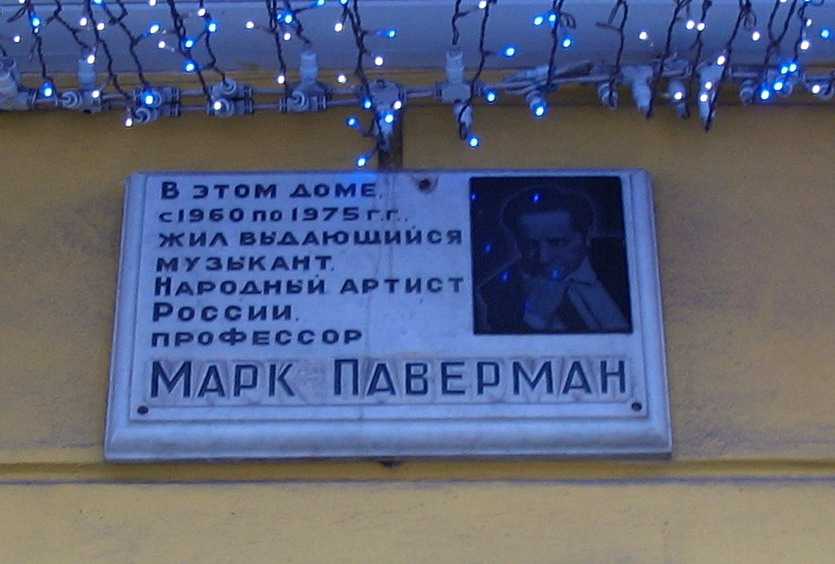 В этом доме
с 1960 по 1975 г.г.
жил выдающийся
музыкант,
Народный артист
России,
профессор
Марк Паверман